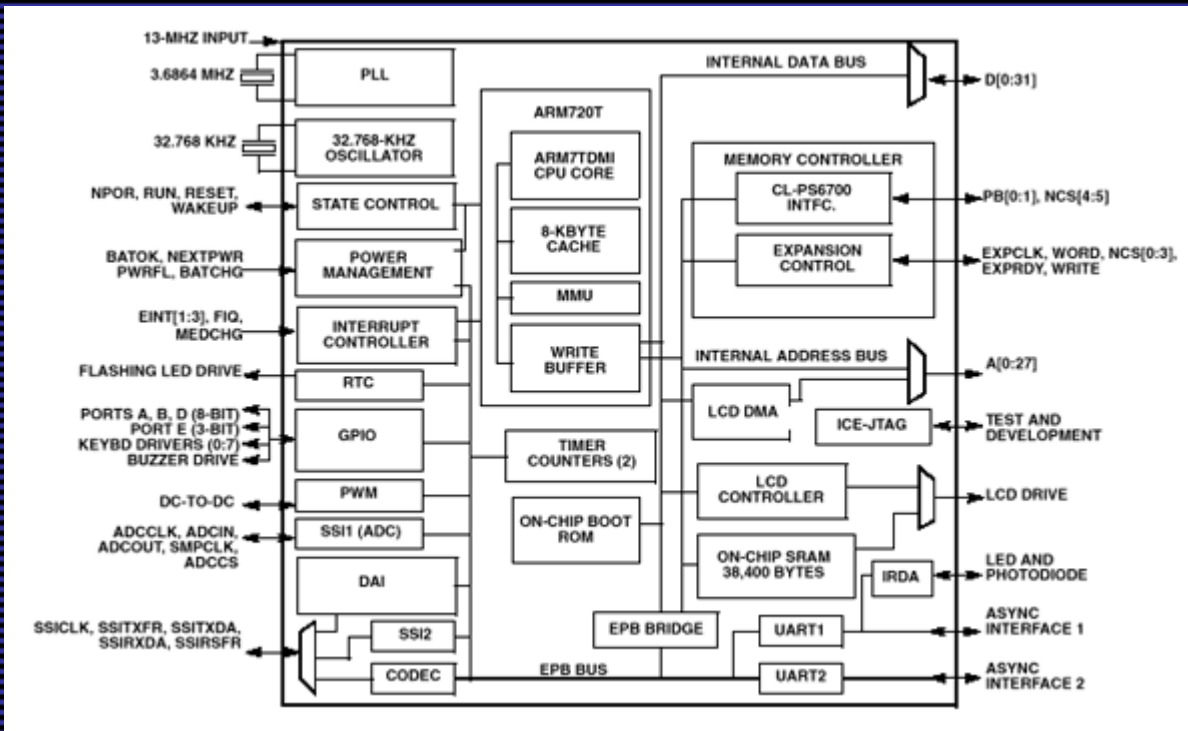 13-MHZ INPUT
3.6864 MHZ
32.768 KHZ
NPOR, RUN, RESET,
WAKEUP
BATOK, NEXTPWR
PWRFL, BATCHG
EINT[1:3], FIQ,
MEDCHG
FLASHING LED DRIVE
PORTS A, B, D (8-BIT)
PORT E (3-BIT)
KEYBD DRIVERS (0:7)
BUZZER DRIVE
DC-TO-DC
ADCCLK, ADCIN,
ADCOUT, SMPCLK,
ADCCS
SSICLK, SSITXFR, SSITXDA,
SSIRXDA, SSIRSFR
PLL
32.768-KHZ
OSCILLATOR
STATE CONTROL
POWER
MANAGEMENT
INTERRUPT
CONTROLLER
RTC
GPIO
PWM
SSI1 (ADC)
DAI
SSI2
CODEC
ARM720T
ARM7TDMI
CPU CORE
8-KBYTE
CACHE
MMU
WRITE
BUFFER
TIMER
COUNTERS (2)
ON-CHIP BOOT
ROM
EPB BRIDGE
EPB BUS
INTERNAL DATA BUS
MEMORY CONTROLLER
CL-PS6700
INTFC.
EXPANSION
CONTROL
INTERNAL ADDRESS BUS
LCD DMA
ICE-JTAG
LCD
CONTROLLER
ON-CHIP SRAM
38,400 BYTES
IRDA
UART1
UART2
D[0:31]
PB[0:1], NCS[4:5]
EXPCLK, WORD, NCS[0:3],
EXPRDY, WRITE
A[0:27]
TEST AND
DEVELOPMENT
LCD DRIVE
LED AND
PHOTODIODE
ASYNC
INTERFACE 1
ASYNC
INTERFACE 2